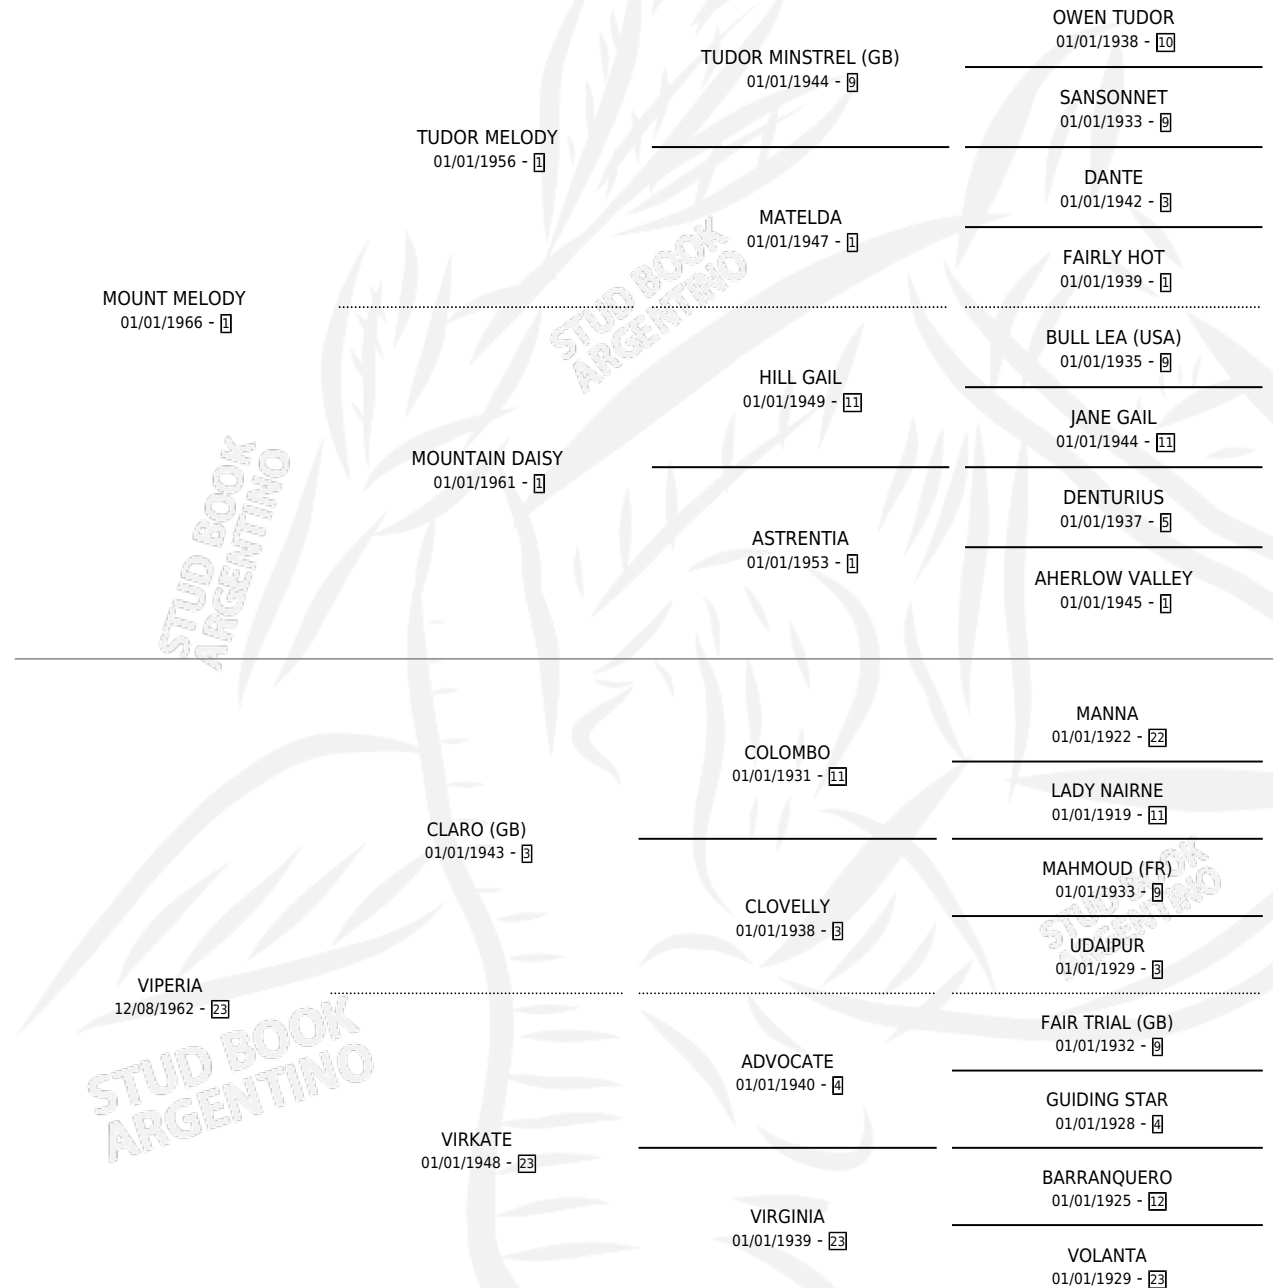 OWEN TUDOR
01/01/1938 - 10
TUDOR MINSTREL (GB)
01/01/1944 - 9
SANSONNET
01/01/1933 - 9
TUDOR MELODY
01/01/1956 - 1
DANTE
01/01/1942 - 3
MATELDA
01/01/1947 - 1
FAIRLY HOT
01/01/1939 - 1
MOUNT MELODY
01/01/1966 - 1
STUD BOOK
ARGENTINO
BULL LEA (USA)
01/01/1935 - 9
HILL GAIL
01/01/1949 - 11
JANE GAIL
01/01/1944 - 11
MOUNTAIN DAISY
01/01/1961 - 1
DENTURIUS
01/01/1937 - 5
ASTRENTIA
01/01/1953 - 1
AHERLOW VALLEY
01/01/1945 - 1
STUD BOOK
ARGENTINO
MANNA
01/01/1922 - 22
COLOMBO
01/01/1931 - 11
LADY NAIRNE
01/01/1919 - 11
CLARO (GB)
01/01/1943 - 3
MAHMOUD (FR)
01/01/1933 - 9
CLOVELLY
01/01/1938 - 3
STUD BOOK
ARGENTINO
UDAIPUR
01/01/1929 - 3
VIPERIA
12/08/1962 - 23
FAIR TRIAL (GB)
01/01/1932 - 9
ADVOCATE
01/01/1940 - 4
GUIDING STAR
01/01/1928 - 4
STUD BOOK
ARGENTINO
VIRKATE
01/01/1948 - 23
BARRANQUERO
01/01/1925 - 12
VIRGINIA
01/01/1939 - 23
VOLANTA
01/01/1929 - 23